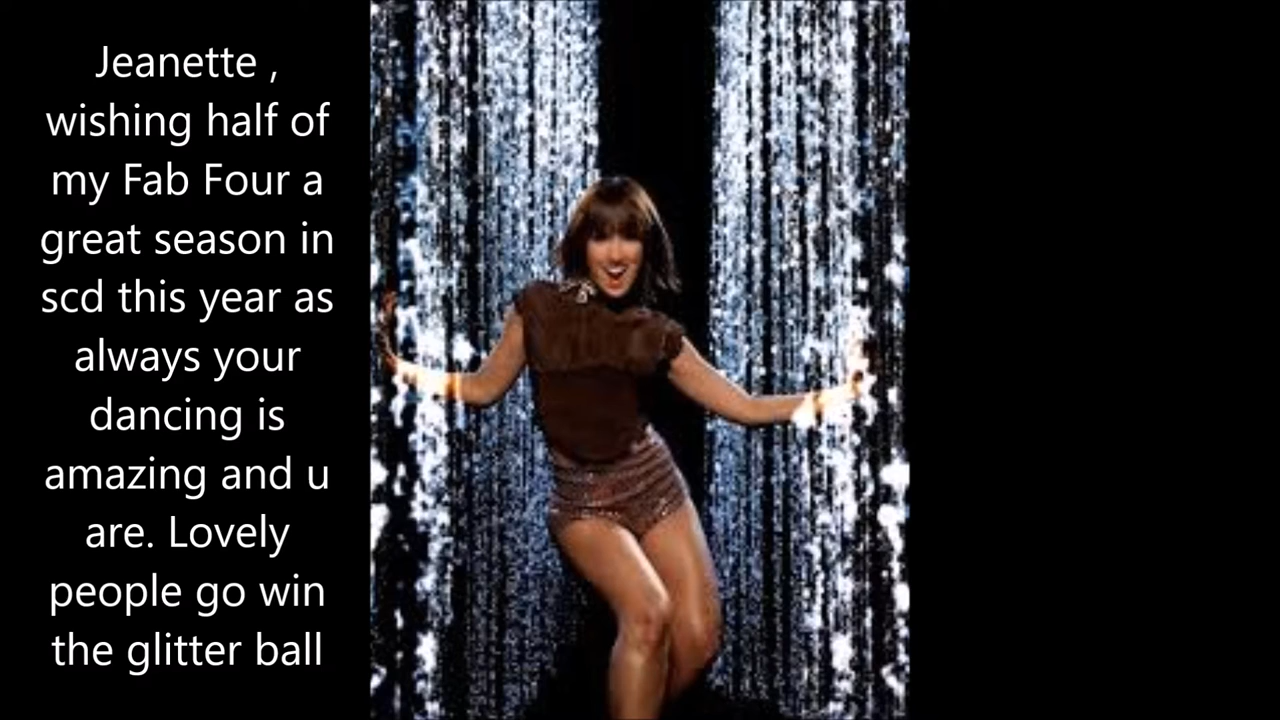 Jeanette ,
wishing half of
my Fab Four a
great season in
scd this year as
always your
dancing is
amazing and u
are. Lovely
people go win
the glitter ball